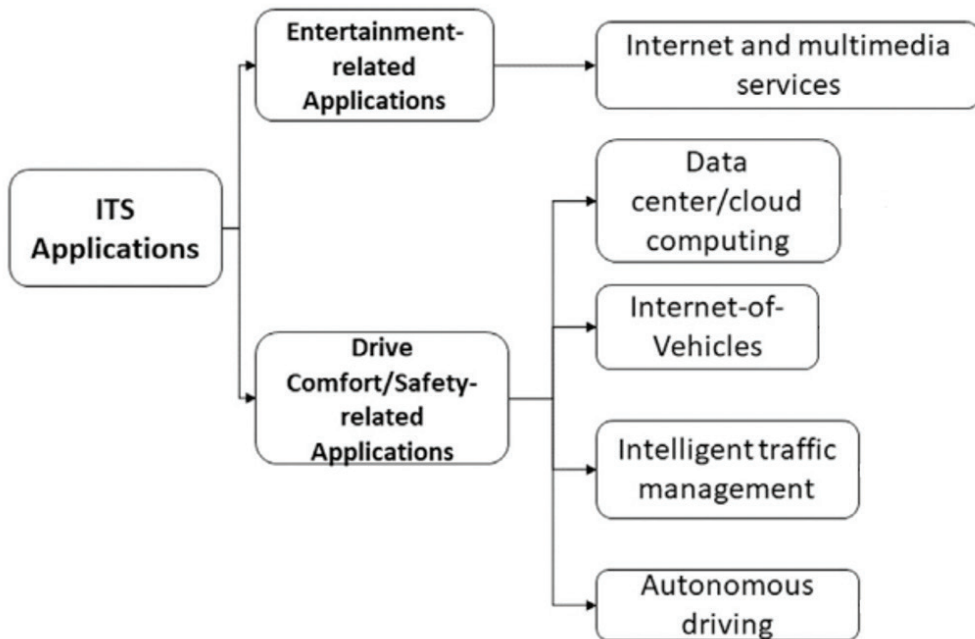 Entertainment-
related
Applications
Internet and multimedia
services
ITS
Applications
Data
center/cloud
computing
Internet-of-
Vehicles
Drive
Comfort/Safety-
related
Applications
Intelligent traffic
management
Autonomous
driving